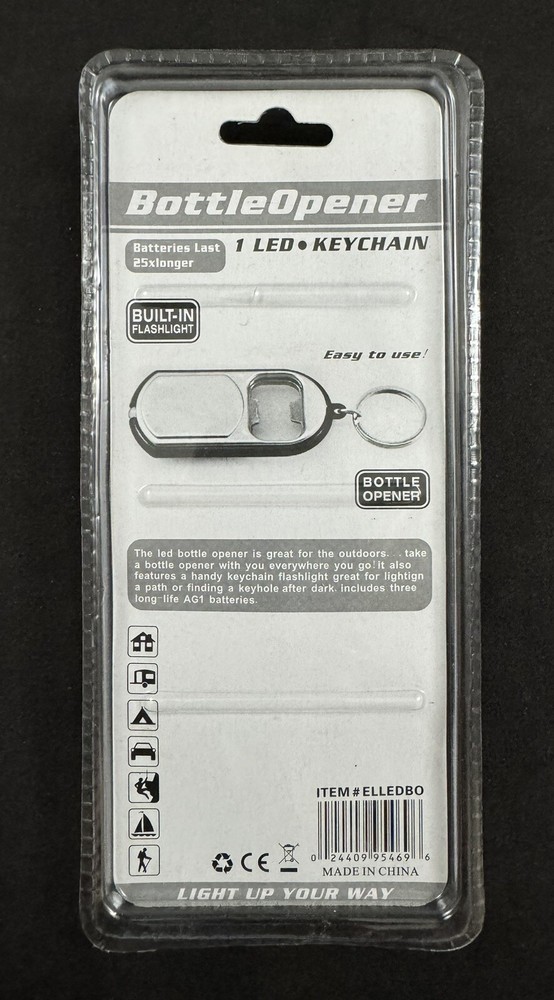 BottleOpener
Batteries Last
25xlonger
1 LED • KEYCHAIN
BUILT-IN
FLASHLIGHT
Easy to use!
BOTTLE
OPENER
The led bottle opener is great for the outdoors... take
a bottle opener with you everywhere you go!it also
features a handy keychain flashlight great for lightign
a path or finding a keyhole after dark. includes three
long-life AG1 batteries.
ITEM#ELLEDBO
0 24409 95469 6
CE
MADE IN CHINA
LIGHT UP YOUR WAY